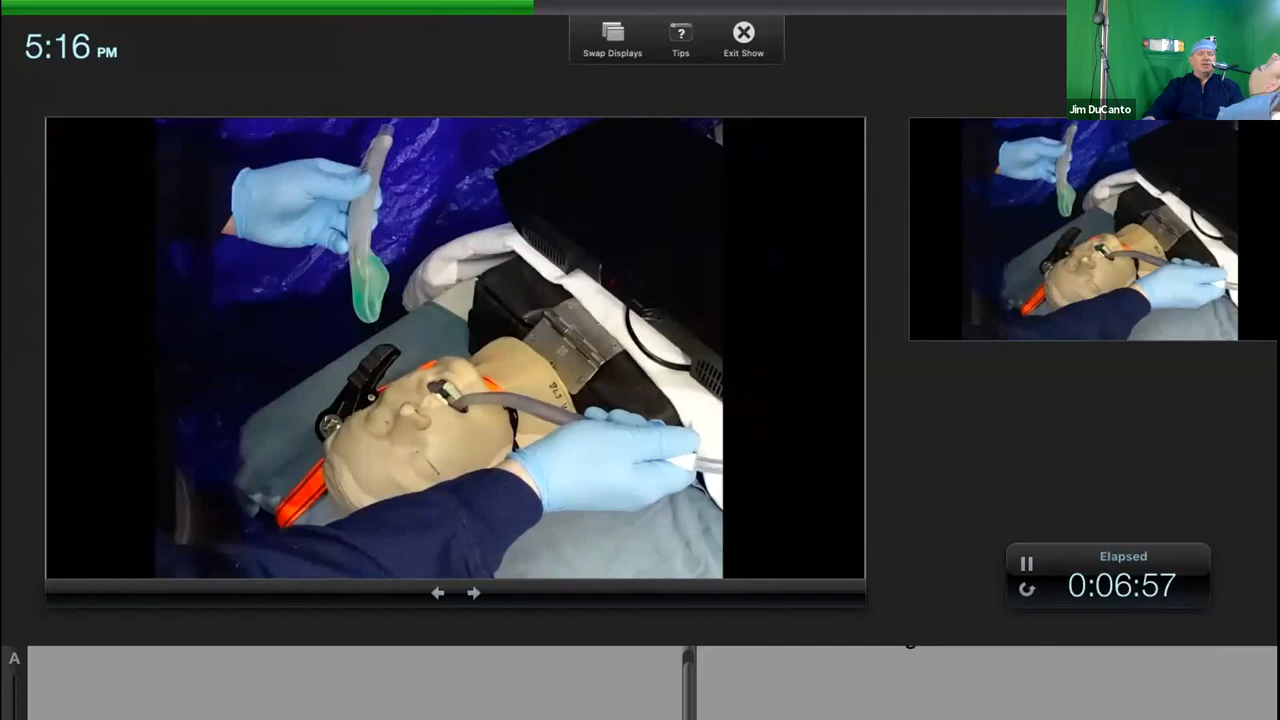 5:16 PM
Swap Displays
Tips
Exit Show
Jim DuCanto
Elapsed
0:06:57
A